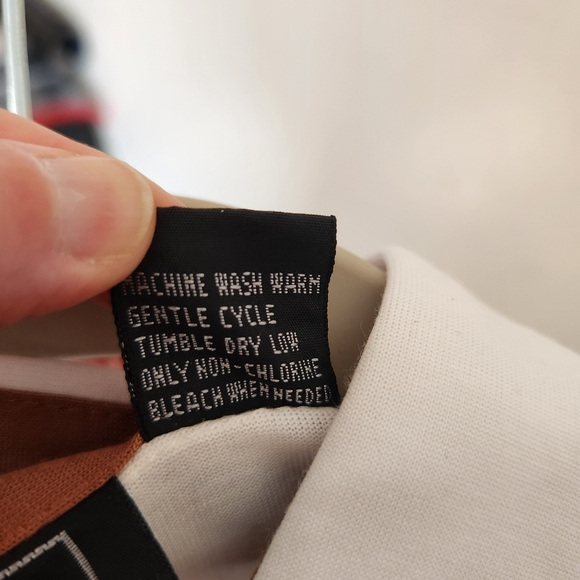 MACHINE WASH WARM
GENTLE CYCLE
TUMBLE DRY LOW
ONLY NON-CHLORINE
BLEACH WHEN NEEDED